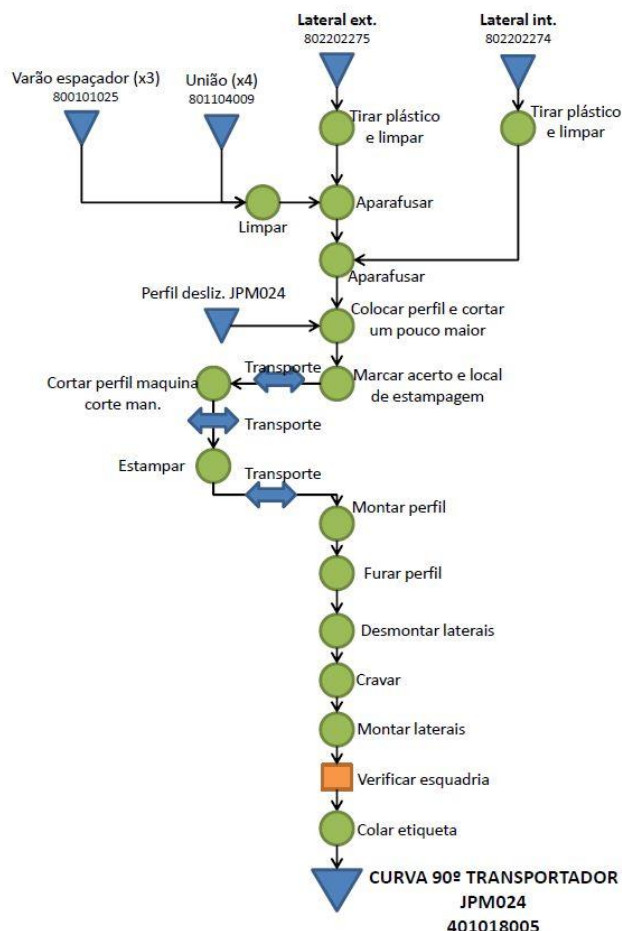 Lateral ext.
802202275
Lateral int.
802202274
Varão espaçador (x3)
800101025
União (x4)
801104009
Tirar plástico
e limpar
Tirar plástico
e limpar
Limpar
Aparafusar
Aparafusar
Perfil desliz. JPM024
Colocar perfil e cortar
um pouco maior
Transporte
Cortar perfil maquina
corte man.
Marcar acerto e local
de estampagem
Transporte
Estampar
Transporte
Montar perfil
Furar perfil
Desmontar laterais
Cravar
Montar laterais
Verificar esquadria
Colar etiqueta
CURVA 90º TRANSPORTADOR
JPM024
401018005